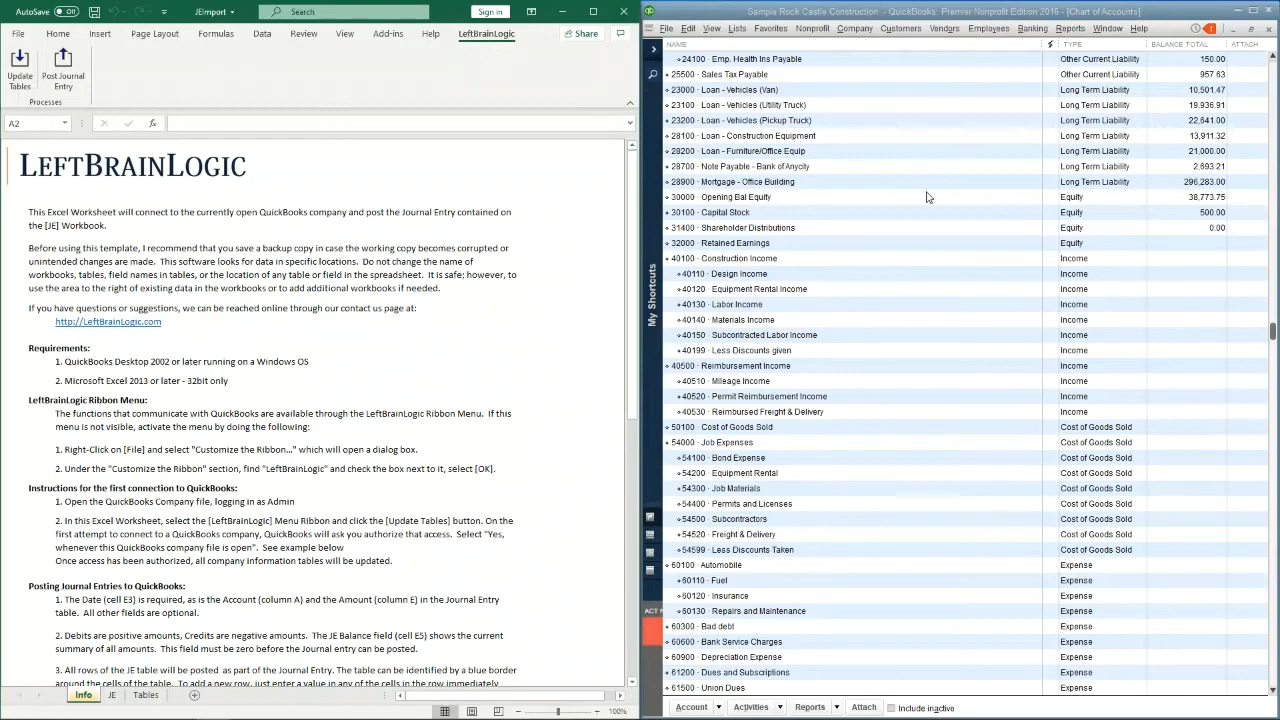 AutoSave Off JEimport Search Sign in
File Home Insert Page Layout Formulas Data Review View Add-ins Help LeftBrainLogic Share
Update Tables
Post Journal Entry
Processes
A2 fx
LEFTBRAINLOGIC
This Excel Worksheet will connect to the currently open QuickBooks company and post the Journal Entry contained on
the [JE] Workbook.
Before using this template, I recommend that you save a backup copy in case the working copy becomes corrupted or
unintended changes are made.  This software looks for data in specific locations.  Do not change the name of
workbooks, tables, field names in tables, or the location of any table or field in the spreadsheet.  It is safe; however, to
use the area to the right of existing data in the workbooks or to add additional workbooks if needed.
If you have questions or suggestions, we can be reached online through our contact us page at:
http://LeftBrainLogic.com
Requirements:
1. QuickBooks Desktop 2002 or later running on a Windows OS
2. Microsoft Excel 2013 or later - 32bit only
LeftBrainLogic Ribbon Menu:
The functions that communicate with QuickBooks are available through the LeftBrainLogic Ribbon Menu.  If this
menu is not visible, activate the menu by doing the following:
1. Right-Click on [File] and select "Customize the Ribbon..." which will open a dialog box.
2. Under the "Customize the Ribbon" section, find "LeftBrainLogic" and check the box next to it, select [OK].
Instructions for the first connection to QuickBooks:
1. Open the QuickBooks Company file, logging in as Admin
2. In this Excel Worksheet, select the [LeftBrainLogic] Menu Ribbon and click the [Update Tables] button. On the
first attempt to connect to a QuickBooks company, QuickBooks will ask you authorize that access.  Select "Yes,
whenever this QuickBooks company file is open".  See example below
Once access has been authorized, all company information tables will be updated.
Posting Journal Entries to QuickBooks:
1. The Date (cell E3) is required, as is the Account (column A) and the Amount (column E) in the Journal Entry
table.  All other fields are optional.
2. Debits are positive amounts, Credits are negative amounts.  The JE Balance field (cell E5) shows the current
summary of all amounts.  This field must be zero before the Journal entry can be posted.
3. All rows of the JE table will be posted  as part of the Journal Entry. The table can be identified by a blue border
around the cells of the table. To add a new row, just enter a value in any of the cells in the row immediately
Info JE Tables
100%
Sample Rock Castle Construction - QuickBooks: Premier Nonprofit Edition 2016 - [Chart of Accounts]
File Edit View Lists Favorites Nonprofit Company Customers Vendors Employees Banking Reports Window Help
NAME TYPE BALANCE TOTAL ATTACH
24100 · Emp. Health Ins Payable Other Current Liability 150.00
25500 · Sales Tax Payable Other Current Liability 957.63
23000 · Loan - Vehicles (Van) Long Term Liability 10,501.47
23100 · Loan - Vehicles (Utility Truck) Long Term Liability 19,936.91
23200 · Loan - Vehicles (Pickup Truck) Long Term Liability 22,641.00
28100 · Loan - Construction Equipment Long Term Liability 13,911.32
28200 · Loan - Furniture/Office Equip Long Term Liability 21,000.00
28700 · Note Payable - Bank of Anycity Long Term Liability 2,693.21
28900 · Mortgage - Office Building Long Term Liability 296,283.00
30000 · Opening Bal Equity Equity 38,773.75
30100 · Capital Stock Equity 500.00
31400 · Shareholder Distributions Equity 0.00
32000 · Retained Earnings Equity
40100 · Construction Income Income
40110 · Design Income Income
40120 · Equipment Rental Income Income
40130 · Labor Income Income
40140 · Materials Income Income
40150 · Subcontracted Labor Income Income
40199 · Less Discounts given Income
40500 · Reimbursement Income Income
40510 · Mileage Income Income
40520 · Permit Reimbursement Income Income
40530 · Reimbursed Freight & Delivery Income
50100 · Cost of Goods Sold Cost of Goods Sold
54000 · Job Expenses Cost of Goods Sold
54100 · Bond Expense Cost of Goods Sold
54200 · Equipment Rental Cost of Goods Sold
54300 · Job Materials Cost of Goods Sold
54400 · Permits and Licenses Cost of Goods Sold
54500 · Subcontractors Cost of Goods Sold
54520 · Freight & Delivery Cost of Goods Sold
54599 · Less Discounts Taken Cost of Goods Sold
60100 · Automobile Expense
60110 · Fuel Expense
60120 · Insurance Expense
60130 · Repairs and Maintenance Expense
60300 · Bad debt Expense
60600 · Bank Service Charges Expense
60900 · Depreciation Expense Expense
61200 · Dues and Subscriptions Expense
61500 · Union Dues Expense
My Shortcuts
ACT N
Account Activities Reports Attach Include inactive